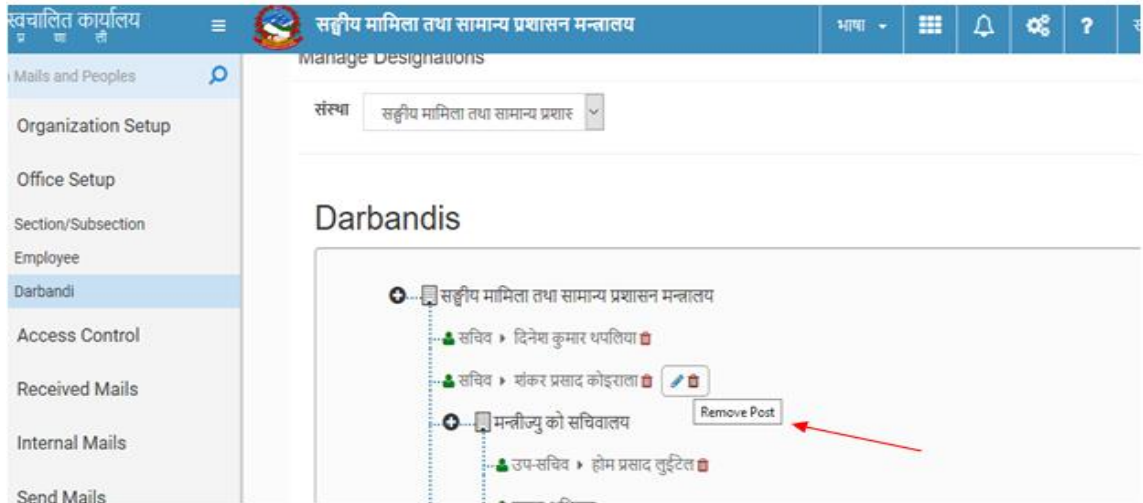 स्वचालित कार्यालय
प्र णा ली
सङ्घीय मामिला तथा सामान्य प्रशासन मन्त्रालय
भाषा
?
Mails and Peoples
Manage Designations
संस्था
सङ्घीय मामिला तथा सामान्य प्रशास
Organization Setup
Office Setup
Section/Subsection
Employee
Darbandi
Access Control
Received Mails
Internal Mails
Send Mails
Darbandis
सङ्घीय मामिला तथा सामान्य प्रशासन मन्त्रालय
सचिव दिनेश कुमार थपलिया
सचिव शंकर प्रसाद कोइराला
Remove Post
मन्त्रीज्यु को सचिवालय
उप-सचिव होम प्रसाद लुईटेल